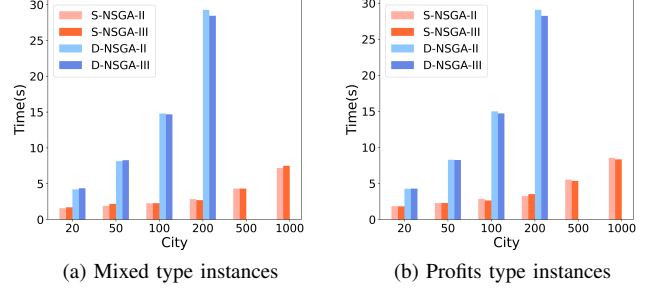 S-NSGA-II
S-NSGA-III
D-NSGA-II
D-NSGA-III
Time(s)
30
25
20
15
10
5
0
20 50 100 200 500 1000
City
(a) Mixed type instances
S-NSGA-II
S-NSGA-III
D-NSGA-II
D-NSGA-III
Time(s)
30
25
20
15
10
5
0
20 50 100 200 500 1000
City
(b) Profits type instances